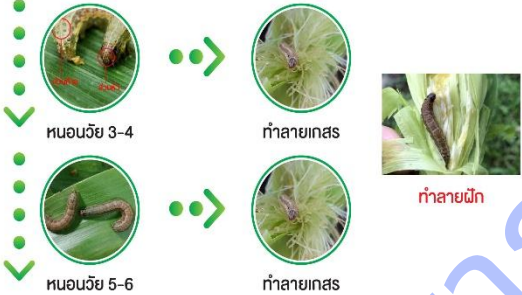 หนอนวัย 3-4
ทำลายเกสร
ทำลายฝัก
หนอนวัย 5-6
ทำลายเกสร